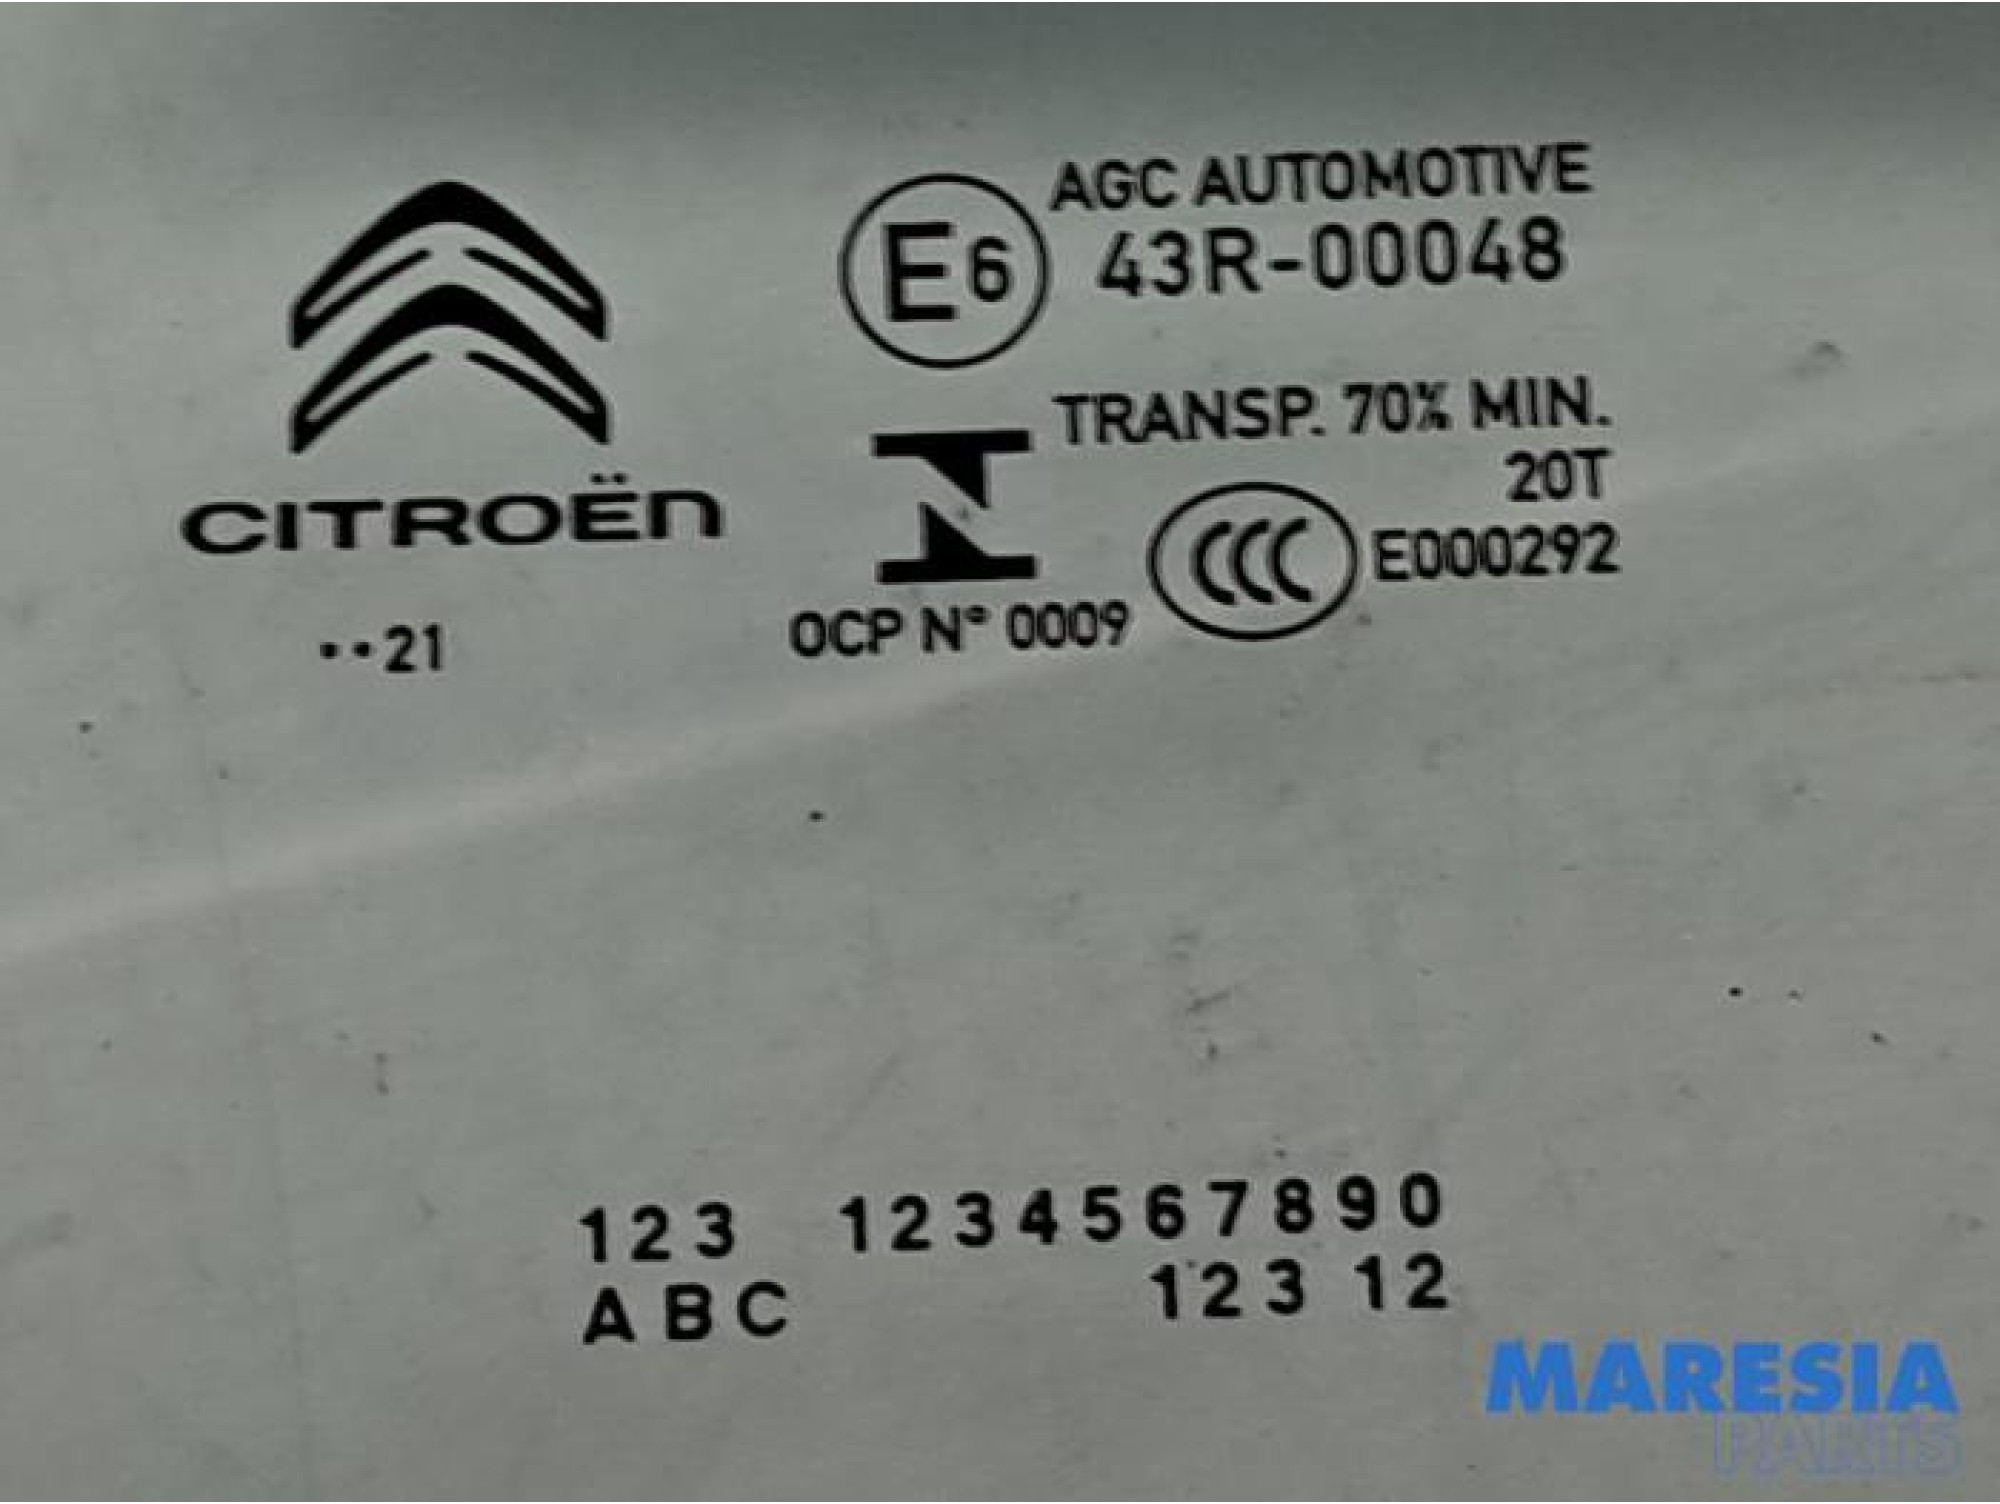 CITROËN
••21
E6
AGC AUTOMOTIVE
43R-00048
TRANSP. 70% MIN.
20T
CCC E000292
OCP N° 0009
123 1234567890
ABC 123 12
MARESIA
PARTS